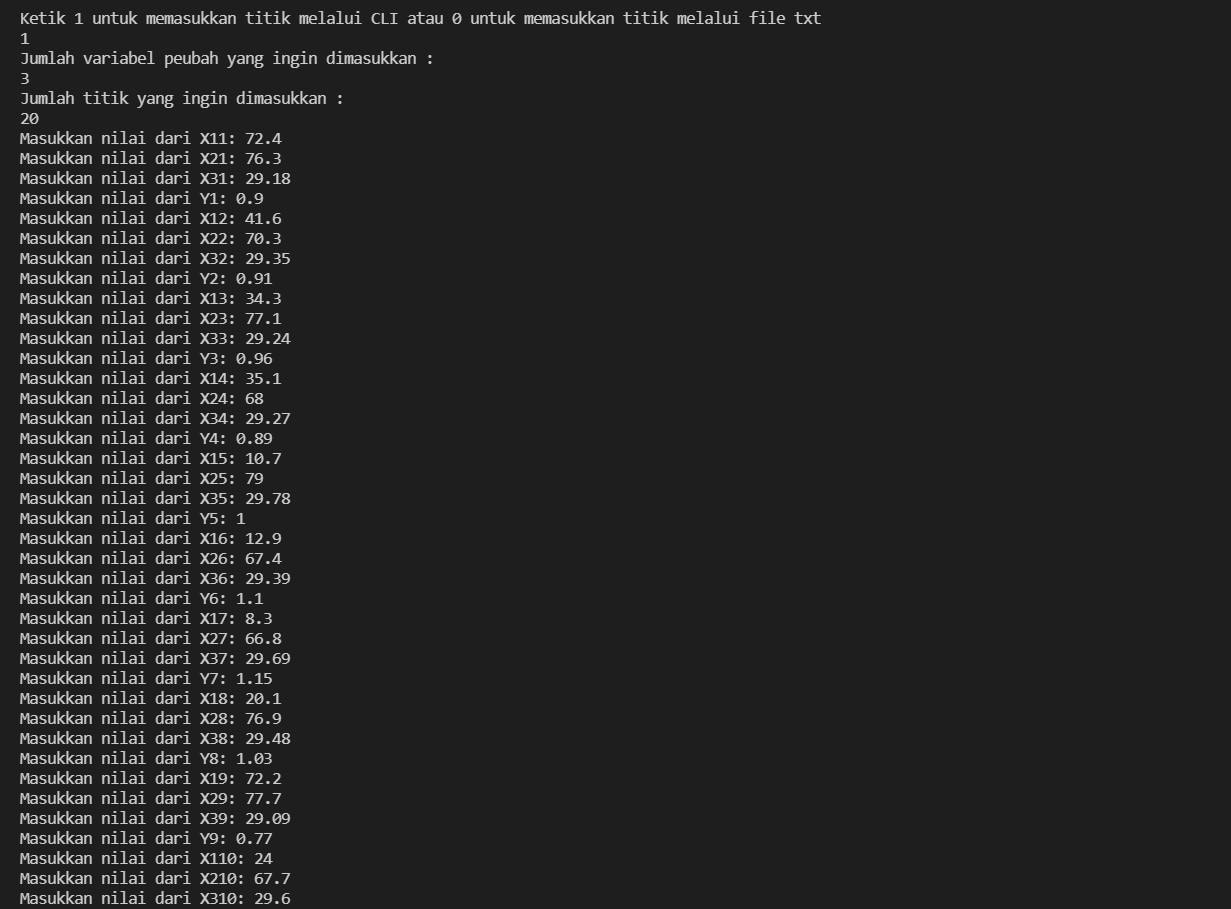 Ketik 1 untuk memasukkan titik melalui CLI atau 0 untuk memasukkan titik melalui file txt
1
Jumlah variabel peubah yang ingin dimasukkan :
3
Jumlah titik yang ingin dimasukkan :
20
Masukkan nilai dari X11: 72.4
Masukkan nilai dari X21: 76.3
Masukkan nilai dari X31: 29.18
Masukkan nilai dari Y1: 0.9
Masukkan nilai dari X12: 41.6
Masukkan nilai dari X22: 70.3
Masukkan nilai dari X32: 29.35
Masukkan nilai dari Y2: 0.91
Masukkan nilai dari X13: 34.3
Masukkan nilai dari X23: 77.1
Masukkan nilai dari X33: 29.24
Masukkan nilai dari Y3: 0.96
Masukkan nilai dari X14: 35.1
Masukkan nilai dari X24: 68
Masukkan nilai dari X34: 29.27
Masukkan nilai dari Y4: 0.89
Masukkan nilai dari X15: 10.7
Masukkan nilai dari X25: 79
Masukkan nilai dari X35: 29.78
Masukkan nilai dari Y5: 1
Masukkan nilai dari X16: 12.9
Masukkan nilai dari X26: 67.4
Masukkan nilai dari X36: 29.39
Masukkan nilai dari Y6: 1.1
Masukkan nilai dari X17: 8.3
Masukkan nilai dari X27: 66.8
Masukkan nilai dari X37: 29.69
Masukkan nilai dari Y7: 1.15
Masukkan nilai dari X18: 20.1
Masukkan nilai dari X28: 76.9
Masukkan nilai dari X38: 29.48
Masukkan nilai dari Y8: 1.03
Masukkan nilai dari X19: 72.2
Masukkan nilai dari X29: 77.7
Masukkan nilai dari X39: 29.09
Masukkan nilai dari Y9: 0.77
Masukkan nilai dari X110: 24
Masukkan nilai dari X210: 67.7
Masukkan nilai dari X310: 29.6